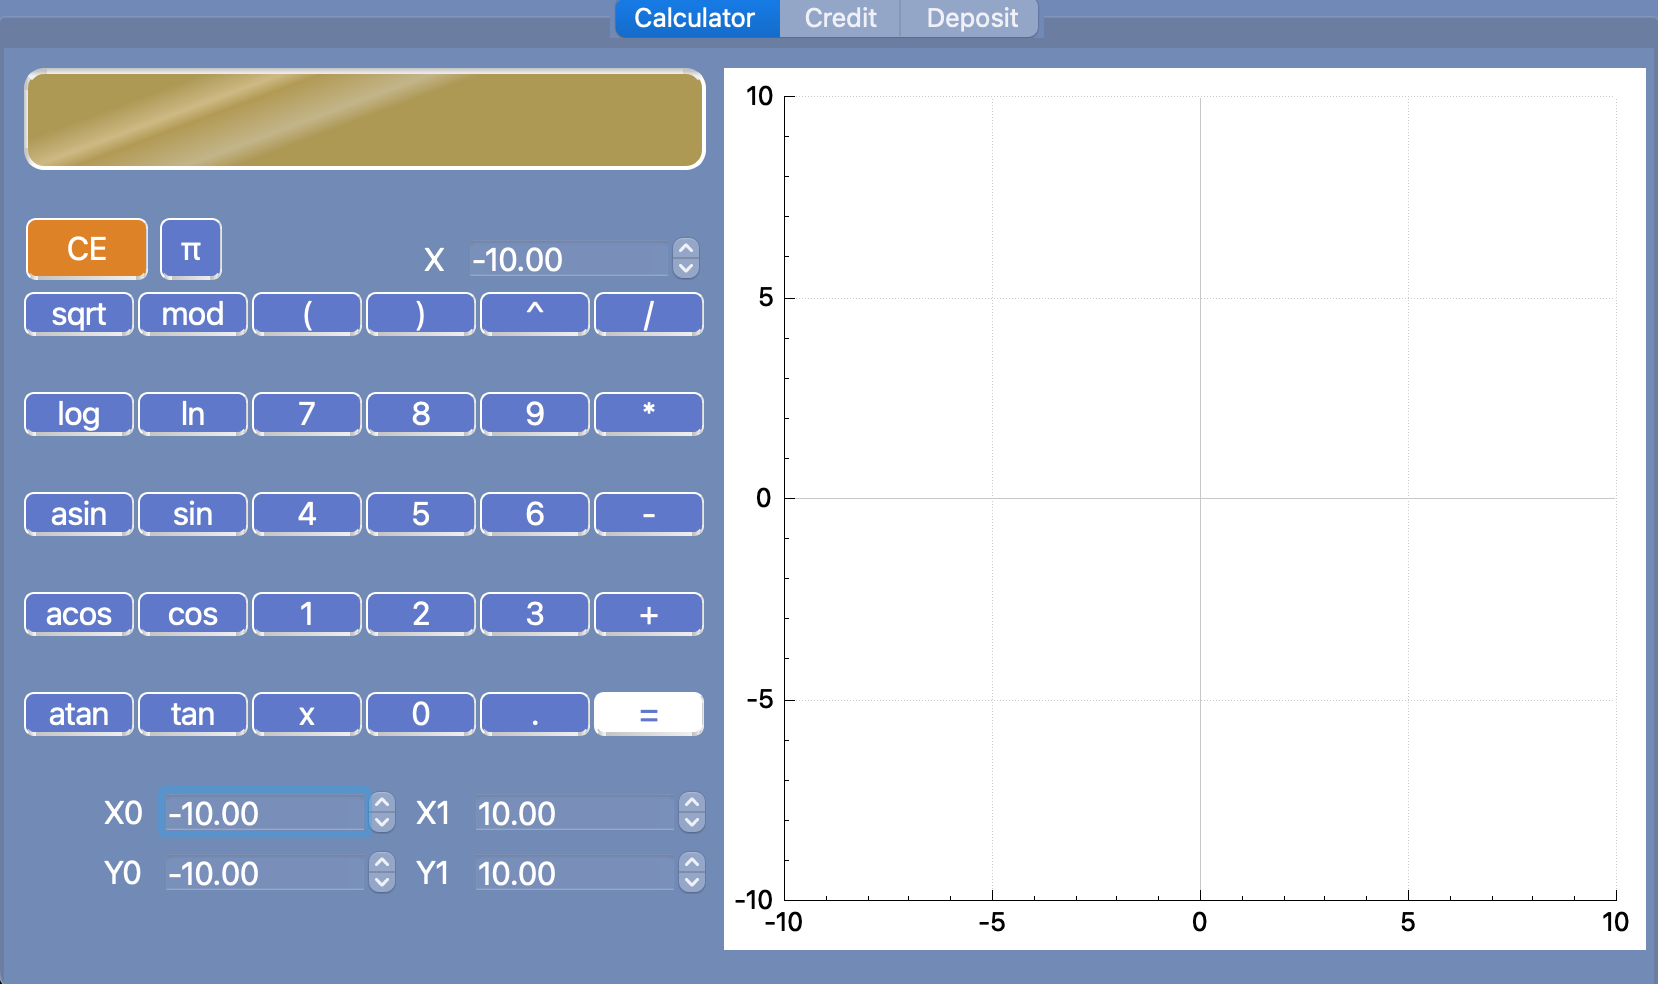 Calculator Credit Deposit
CE π X -10.00
sqrt mod ( ) ^ /
log ln 7 8 9 *
asin sin 4 5 6 -
acos cos 1 2 3 +
atan tan x 0 . =
X0 -10.00 X1 10.00
Y0 -10.00 Y1 10.00
10
5
0
-5
-10
-10 -5 0 5 10